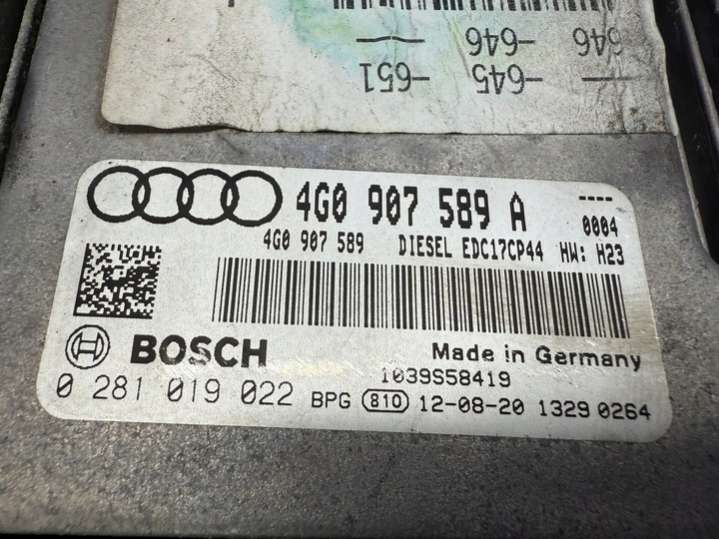 646 -646
-645 -651
4G0 907 589 A ----
0004
4G0 907 589 DIESEL EDC17CP44 HW: H23
BOSCH Made in Germany
1039S58419
0 281 019 022 BPG 810 12-08-20 1329 0264